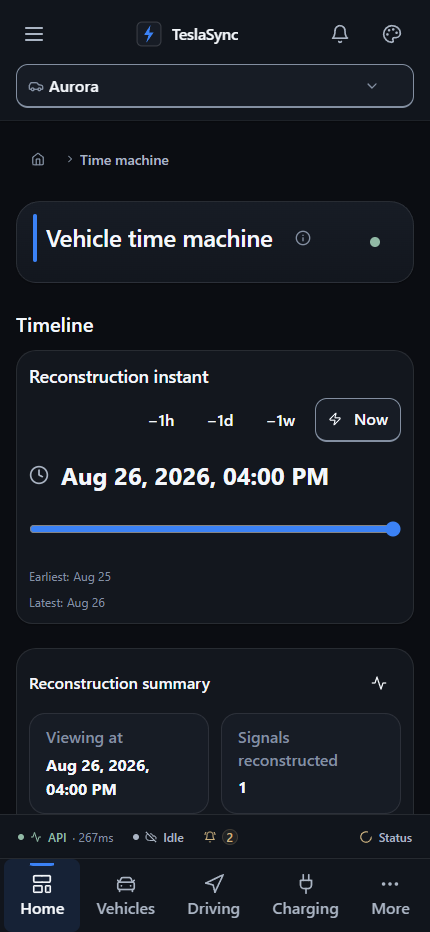 TeslaSync
Aurora
Time machine
Vehicle time machine
Timeline
Reconstruction instant
−1h −1d −1w Now
Aug 26, 2026, 04:00 PM
Earliest: Aug 25
Latest: Aug 26
Reconstruction summary
Viewing at
Aug 26, 2026,
04:00 PM
Signals
reconstructed
1
API · 267ms Idle 2 Status
Home Vehicles Driving Charging More